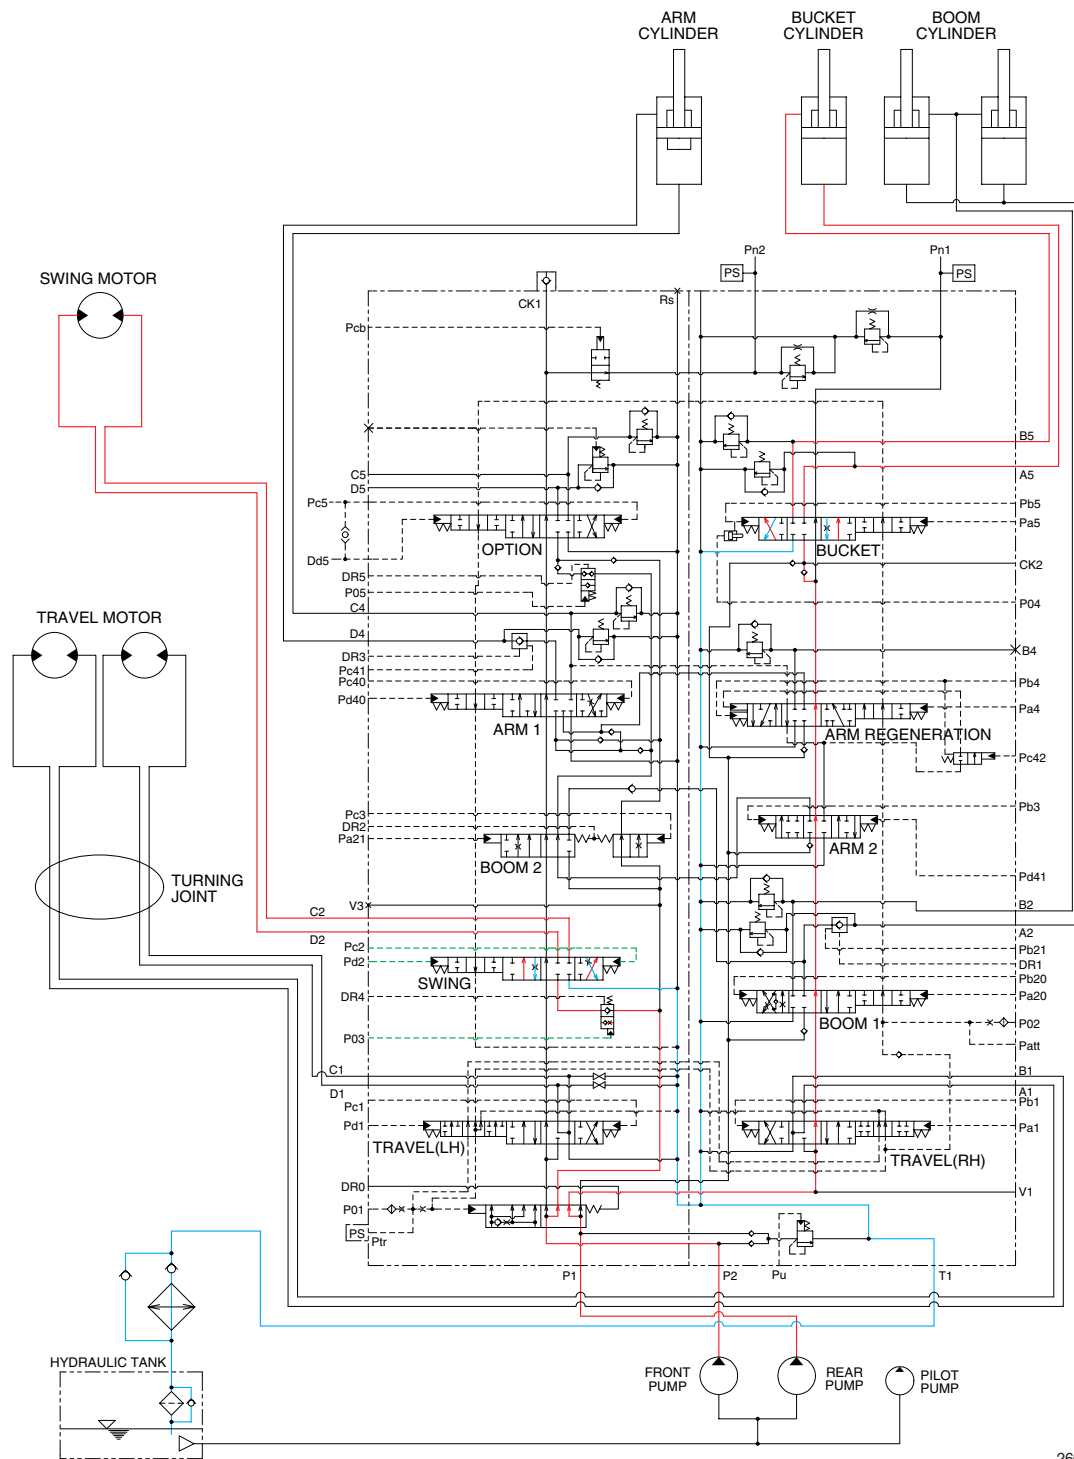 ARM
CYLINDER
BUCKET
CYLINDER
BOOM
CYLINDER
SWING MOTOR
Pn2
Pn1
PS
PS
CK1
Rs
Pcb
B5
C5
A5
D5
Pc5
Pb5
Pa5
OPTION
BUCKET
Dd5
CK2
DR5
P05
P04
C4
TRAVEL MOTOR
D4
B4
DR3
Pc41
Pc40
Pb4
Pd40
Pa4
ARM 1
ARM REGENERATION
Pc42
Pc3
Pb3
DR2
Pa21
BOOM 2
ARM 2
TURNING
JOINT
Pd41
V3
B2
C2
D2
A2
Pc2
Pb21
Pd2
DR1
SWING
Pb20
DR4
Pa20
BOOM 1
P02
P03
Patt
C1
B1
D1
A1
Pc1
Pb1
Pd1
Pa1
TRAVEL(LH)
TRAVEL(RH)
DR0
V1
P01
PS
Ptr
P1
P2
Pu
T1
HYDRAULIC TANK
FRONT
PUMP
REAR
PUMP
PILOT
PUMP